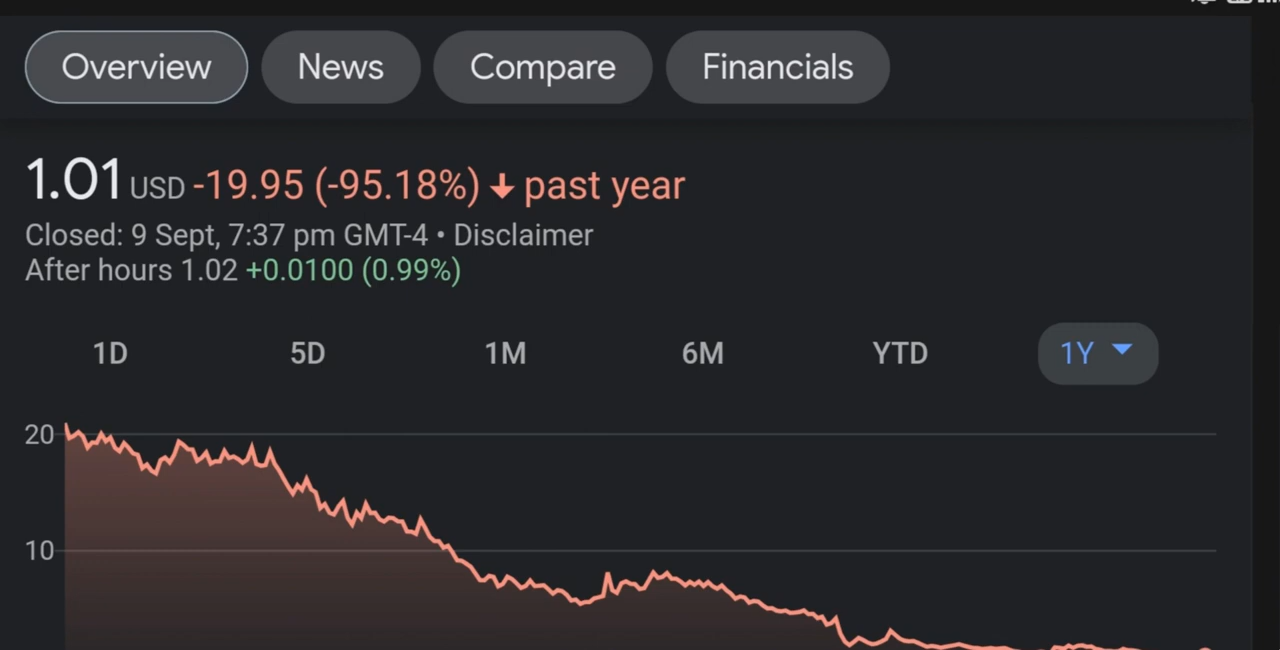 Overview News Compare Financials
1.01 USD -19.95 (-95.18%) ↓ past year
Closed: 9 Sept, 7:37 pm GMT-4 • Disclaimer
After hours 1.02 +0.0100 (0.99%)
1D 5D 1M 6M YTD 1Y
20
10